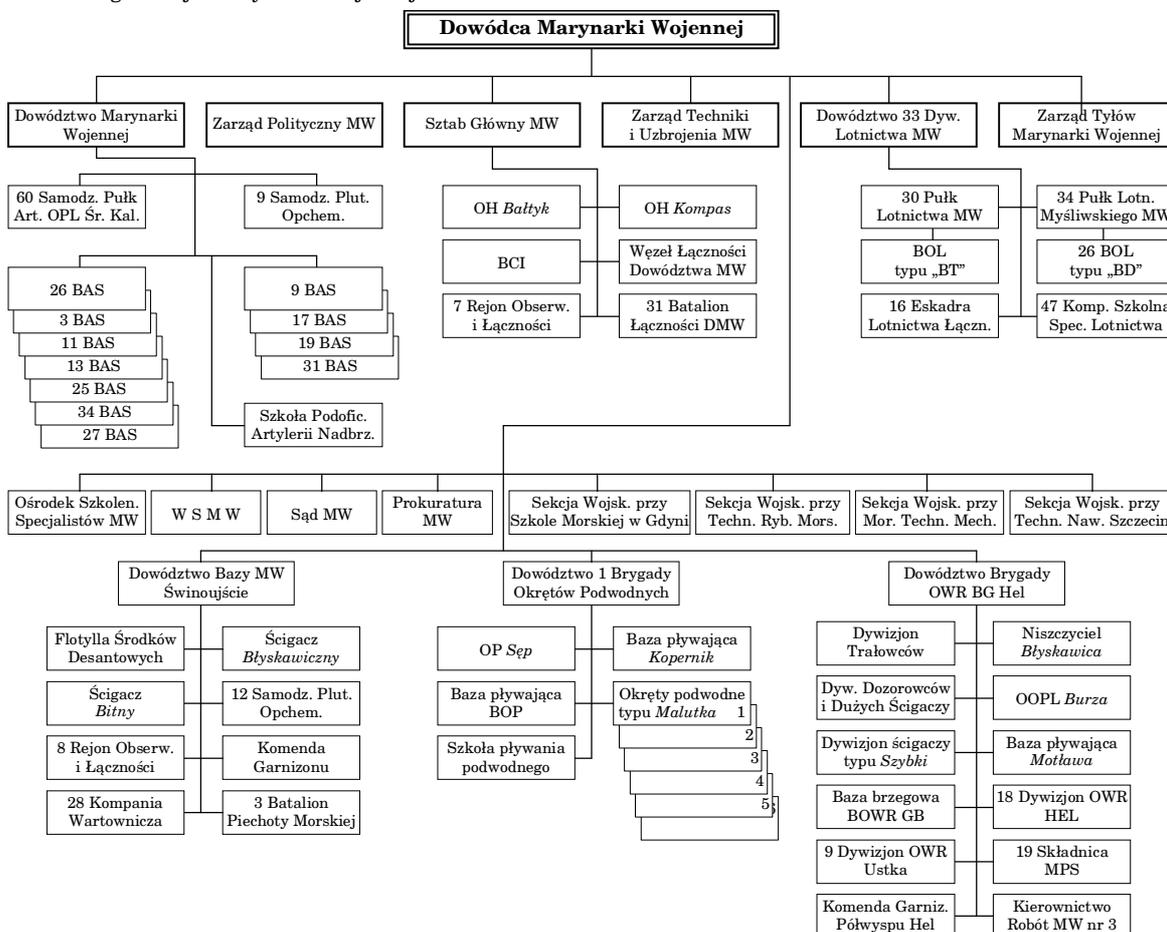 Dowódca Marynarki Wojennej
Dowództwo Marynarki
Wojennej
Zarząd Polityczny MW
Sztab Główny MW
Zarząd Techniki
i Uzbrojenia MW
Dowództwo 33 Dyw.
Lotnictwa MW
Zarząd Tyłów
Marynarki Wojennej
60 Samodz. Pułk
Art. OPL Śr. Kal.
9 Samodz. Plut.
Opchem.
26 BAS
3 BAS
11 BAS
13 BAS
25 BAS
34 BAS
27 BAS
9 BAS
17 BAS
19 BAS
31 BAS
Szkoła Podofic.
Artylerii Nadbrz.
OH Bałtyk
OH Kompas
BCI
Węzeł Łączności
Dowództwa MW
7 Rejon Obserw.
i Łączności
31 Batalion
Łączności DMW
30 Pułk
Lotnictwa MW
34 Pułk Lotn.
Myśliwskiego MW
BOL
typu „BT”
26 BOL
typu „BD”
16 Eskadra
Lotnictwa Łączn.
47 Komp. Szkolna
Spec. Lotnictwa
Ośrodek Szkolen.
Specjalistów MW
W S M W
Sąd MW
Prokuratura
MW
Sekcja Wojsk. przy
Szkole Morskiej w Gdyni
Sekcja Wojsk. przy
Techn. Ryb. Mors.
Sekcja Wojsk. przy
Mor. Techn. Mech.
Sekcja Wojsk. przy
Techn. Naw. Szczecin
Dowództwo Bazy MW
Świnoujście
Flotylla Środków
Desantowych
Ścigacz
Błyskawiczny
Ścigacz
Bitny
12 Samodz. Plut.
Opchem.
8 Rejon Obserw.
i Łączności
Komenda
Garnizonu
28 Kompania
Wartownicza
3 Batalion
Piechoty Morskiej
Dowództwo 1 Brygady
Okrętów Podwodnych
OP Sęp
Baza pływająca
Kopernik
Baza pływająca
BOP
Okręty podwodne
typu Malutka 1
2
3
4
5
Szkoła pływania
podwodnego
Dowództwo Brygady
OWR BG Hel
Dywizjon
Trałowców
Niszczyciel
Błyskawica
Dyw. Dozorowców
i Dużych Ścigaczy
OOPL Burza
Dywizjon ścigaczy
typu Szybki
Baza pływająca
Motława
Baza brzegowa
BOWR GB
18 Dywizjon OWR
HEL
9 Dywizjon OWR
Ustka
19 Składnica
MPS
Komenda Garniz.
Półwyspu Hel
Kierownictwo
Robót MW nr 3